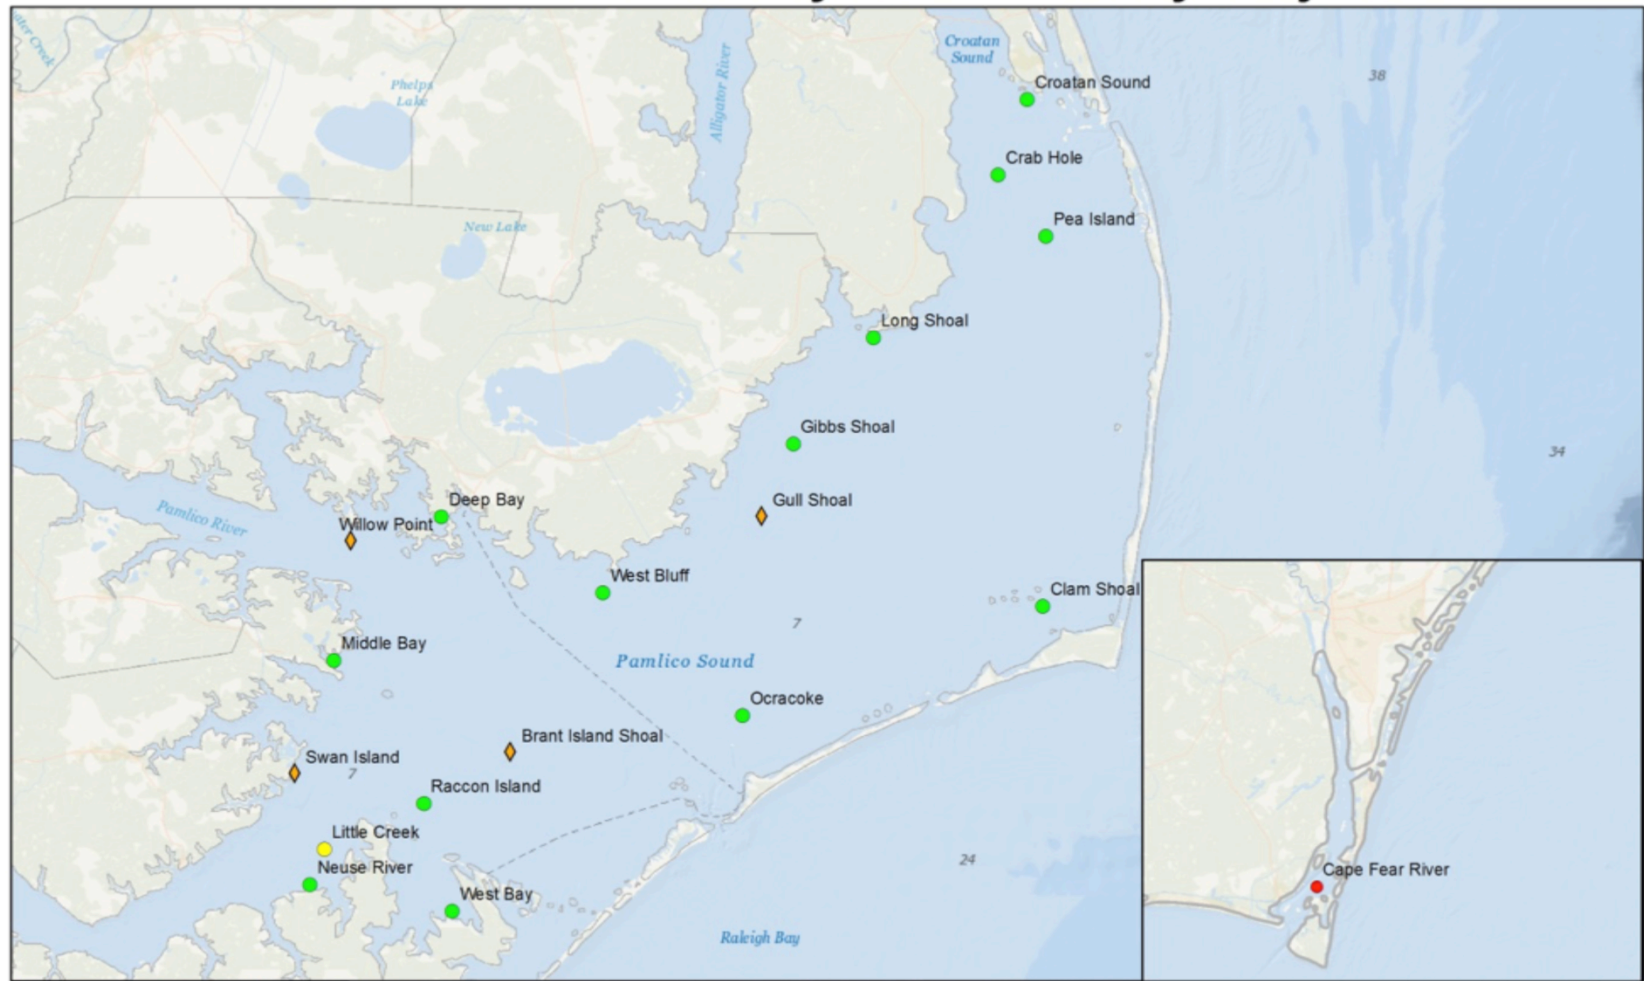 Croatan
Sound
38
Croatan Sound
Phelps
Lake
Alligator River
Crab Hole
Pea Island
New Lake
Long Shoal
Gibbs Shoal
34
Deep Bay
Gull Shoal
Pamlico River
Willow Point
West Bluff
Clam Shoal
7
Middle Bay
Pamlico Sound
Ocracoke
Brant Island Shoal
Swan Island
7
Raccon Island
Little Creek
24
Neuse River
Cape Fear River
West Bay
Raleigh Bay